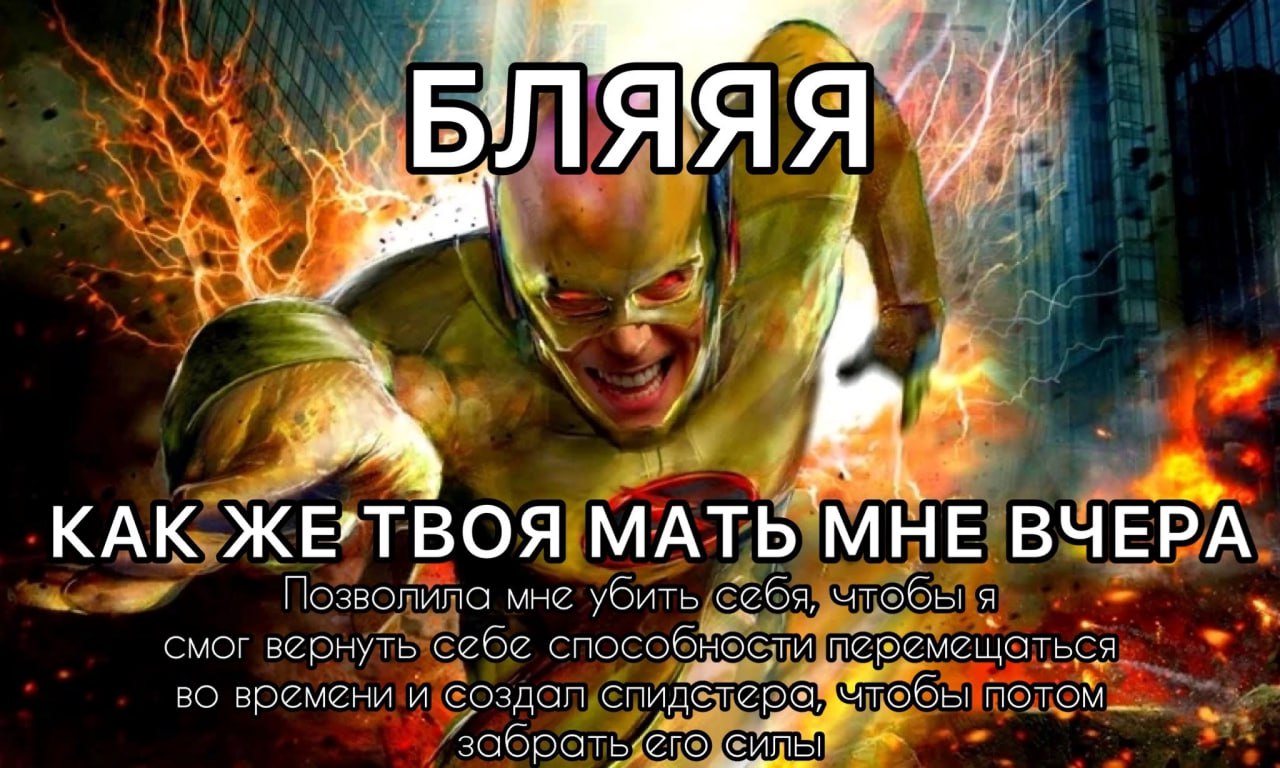 БЛЯЯЯ
КАК ЖЕ ТВОЯ МАТЬ МНЕ ВЧЕРА
Позволила мне убить себя, чтобы я
смог вернуть себе способности перемещаться
во времени и создал спидстера, чтобы потом
забрать его силы